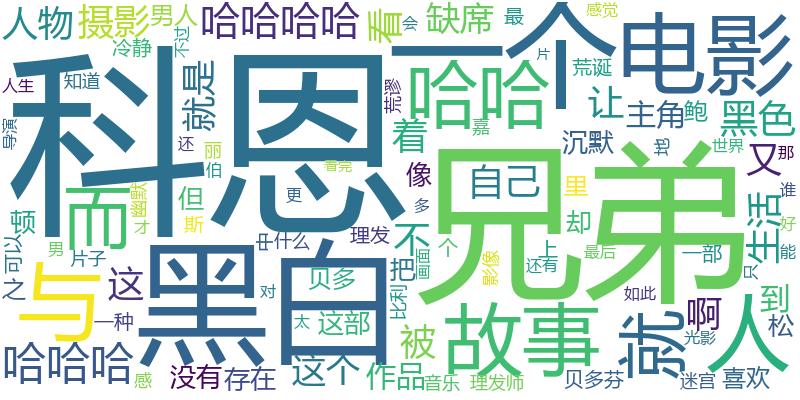 人物
摄影
男人
哈哈哈哈
看
会
缺席
最
感觉
一个
电影
冷静
不过
科恩
兄弟
哈哈
荒诞
片
人生
知道
就是
荒谬
让
主角
鲍
黑色
导演
还
着
嘉
沉默
又
那
丽
伯
像
自己
里
世界
看完
而
幽默
但
更
谁
顿
才
斯
却
生活
多
好
可以
男
中
什么
理发
不
个
上
一部
能
之
片子
黑白
画面
影像
还有
最后
只
与
这
对
贝多
把
比利
故事
如此
就
人
啊
到
一种
太
这部
被
光影
松
哈哈哈
感
没有
存在
这个
作品
音乐
理发师
贝多芬
迷宫
喜欢